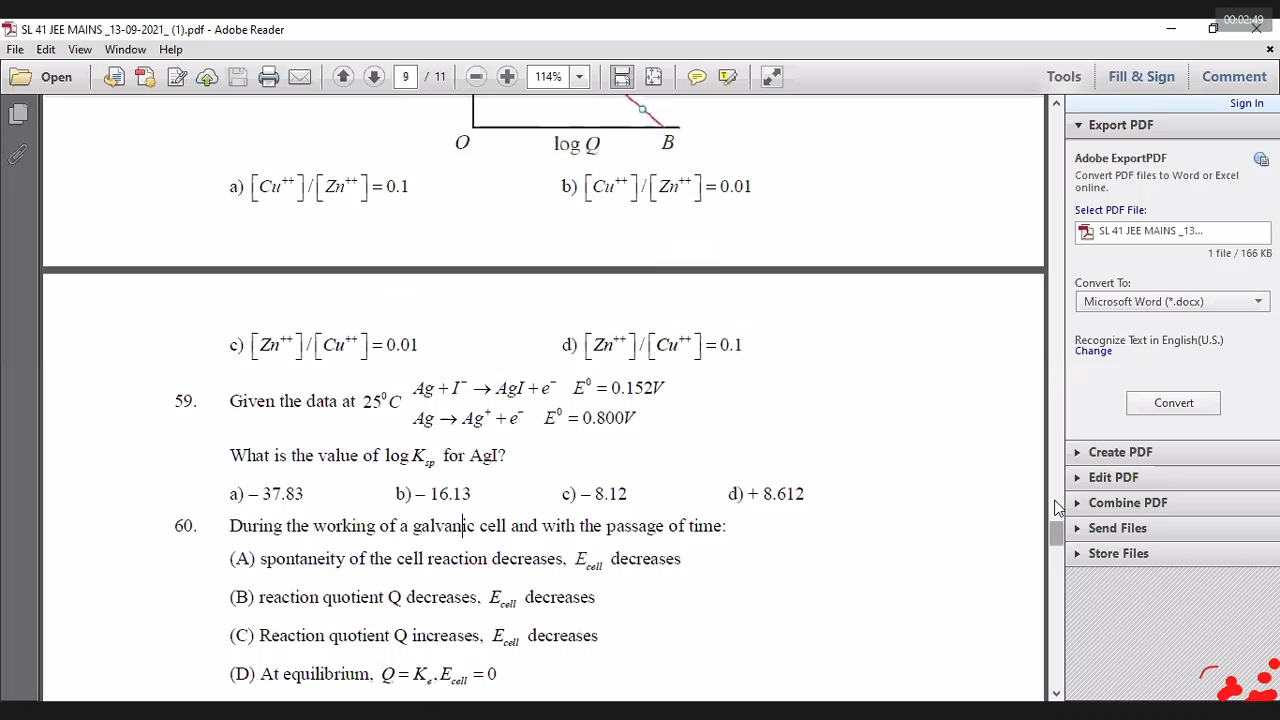 00:02:49
SL 41 JEE MAINS _13-09-2021_ (1).pdf - Adobe Reader
File Edit View Window Help
Open 9 / 11 114% Tools Fill & Sign Comment
Sign In
Export PDF
Adobe ExportPDF
Convert PDF files to Word or Excel
online.
Select PDF File:
SL 41 JEE MAINS _13...
1 file / 166 KB
Convert To:
Microsoft Word (*.docx)
Recognize Text in English(U.S.)
Change
Convert
Create PDF
Edit PDF
Combine PDF
Send Files
Store Files
O log Q B
a) [Cu⁺⁺]/[Zn⁺⁺] = 0.1 b) [Cu⁺⁺]/[Zn⁺⁺] = 0.01
c) [Zn⁺⁺]/[Cu⁺⁺] = 0.01 d) [Zn⁺⁺]/[Cu⁺⁺] = 0.1
59. Given the data at 25⁰C Ag + I⁻ → AgI + e⁻ E⁰ = 0.152V
Ag → Ag⁺ + e⁻ E⁰ = 0.800V
What is the value of log K_sp for AgI?
a) – 37.83 b) – 16.13 c) – 8.12 d) + 8.612
60. During the working of a galvanic cell and with the passage of time:
(A) spontaneity of the cell reaction decreases, E_cell decreases
(B) reaction quotient Q decreases, E_cell decreases
(C) Reaction quotient Q increases, E_cell decreases
(D) At equilibrium, Q = K_e, E_cell = 0